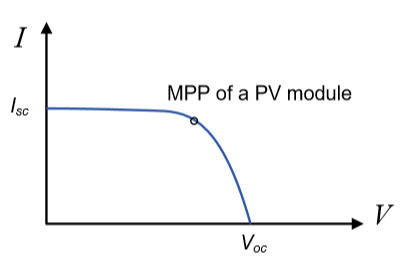 I
MPP of a PV module
Isc
V
Voc